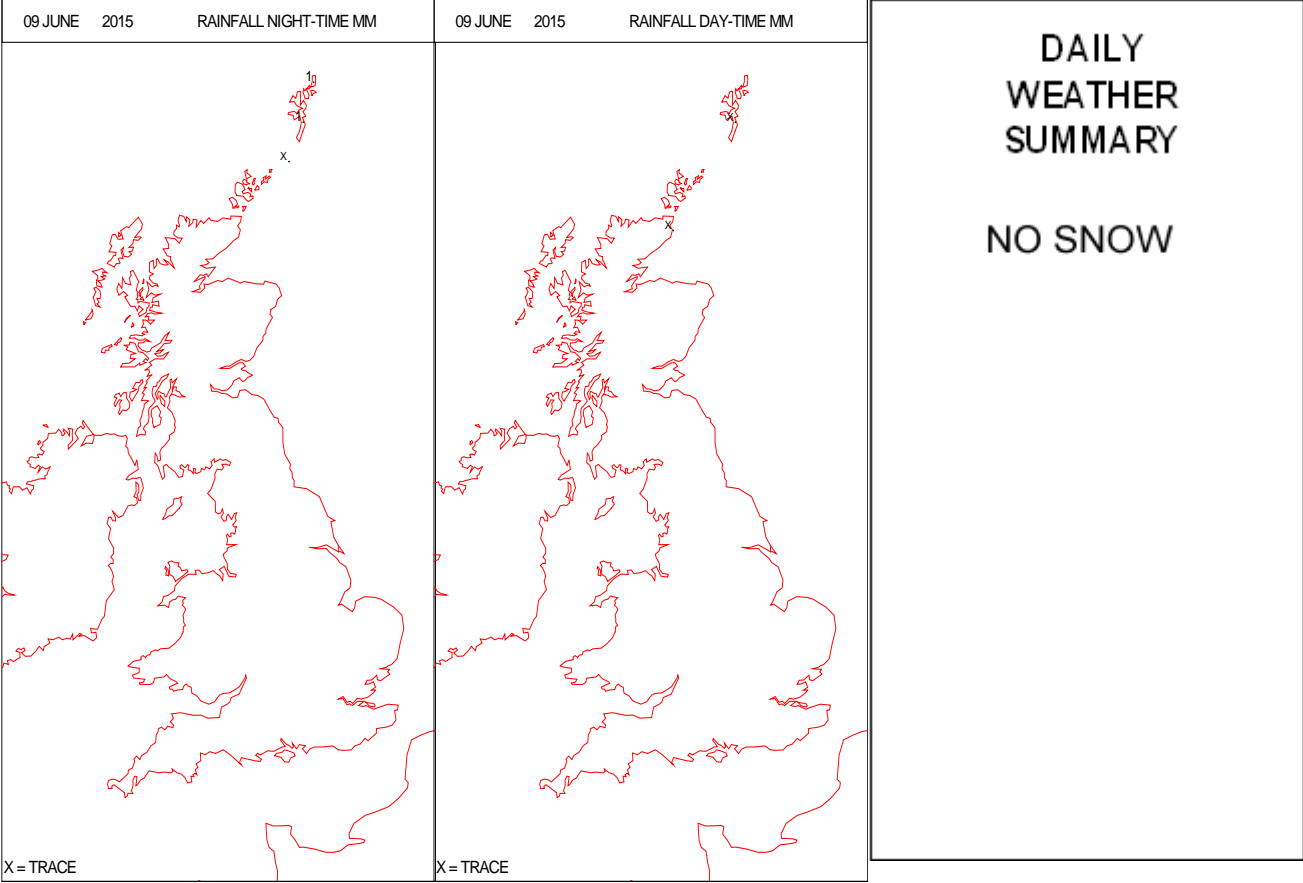 09 JUNE 2015 RAINFALL NIGHT-TIME MM
1
1
X
X = TRACE
09 JUNE 2015 RAINFALL DAY-TIME MM
X
X
X = TRACE
DAILY
WEATHER
SUMMARY
NO SNOW